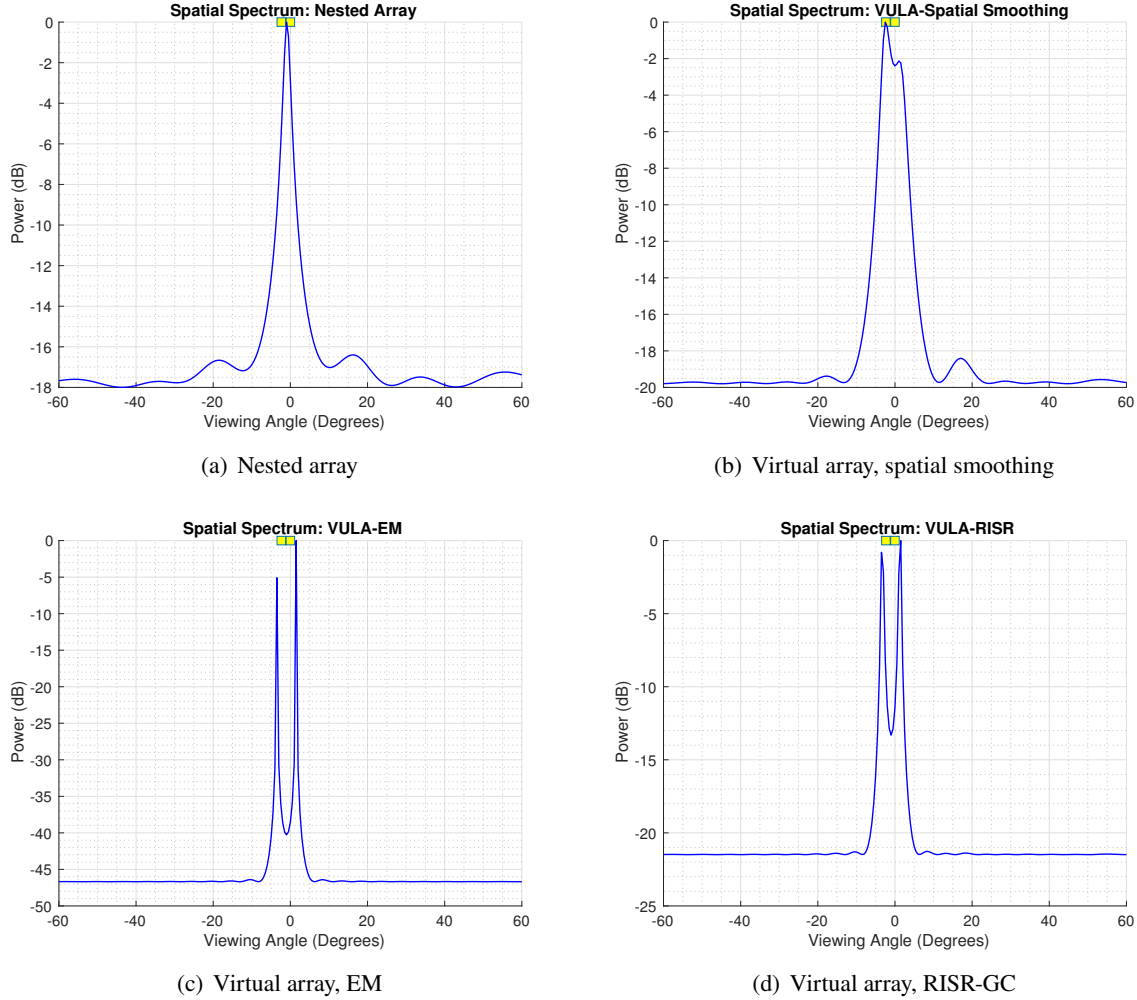 Spatial Spectrum: Nested Array
0
-2
-4
-6
-8
-10
-12
-14
-16
-18
Power (dB)
-60 -40 -20 0 20 40 60
Viewing Angle (Degrees)
(a) Nested array
Spatial Spectrum: VULA-Spatial Smoothing
0
-2
-4
-6
-8
-10
-12
-14
-16
-18
-20
Power (dB)
-60 -40 -20 0 20 40 60
Viewing Angle (Degrees)
(b) Virtual array, spatial smoothing
Spatial Spectrum: VULA-EM
0
-5
-10
-15
-20
-25
-30
-35
-40
-45
-50
Power (dB)
-60 -40 -20 0 20 40 60
Viewing Angle (Degrees)
(c) Virtual array, EM
Spatial Spectrum: VULA-RISR
0
-5
-10
-15
-20
-25
Power (dB)
-60 -40 -20 0 20 40 60
Viewing Angle (Degrees)
(d) Virtual array, RISR-GC